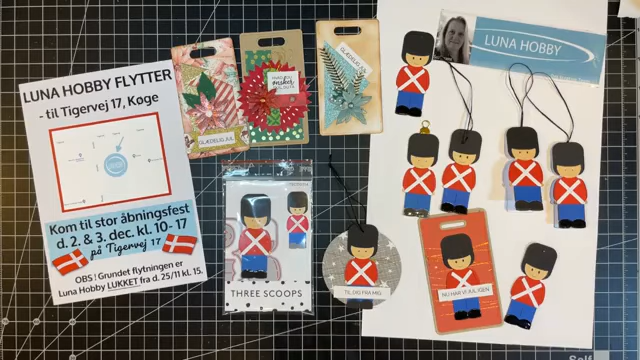 LUNA HOBBY FLYTTER
- til Tigervej 17, Køge
Kom til stor åbningsfest
d. 2. & 3. dec. kl. 10- 17
på Tigervej 17
OBS! Grundet flytningen er
Luna Hobby LUKKET fra d. 25/11 kl. 15.
GLÆDELIG JUL
ønsker
GLÆDELIG JUL
LUNA HOBBY
THREE SCOOPS
TIL DIG FRA MIG
NU HAR VI JUL IGEN